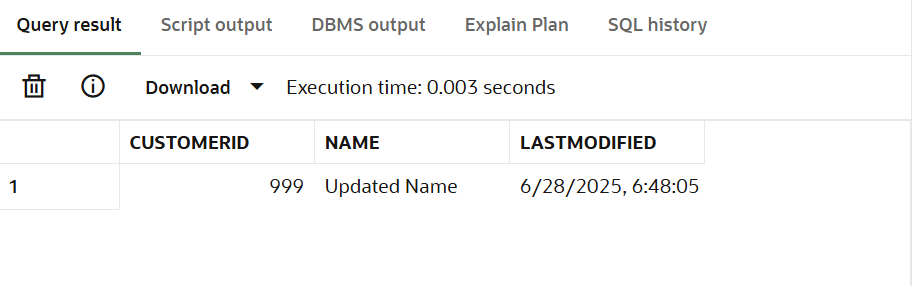 Query result Script output DBMS output Explain Plan SQL history
Download Execution time: 0.003 seconds
CUSTOMERID NAME LASTMODIFIED
1 999 Updated Name 6/28/2025, 6:48:05